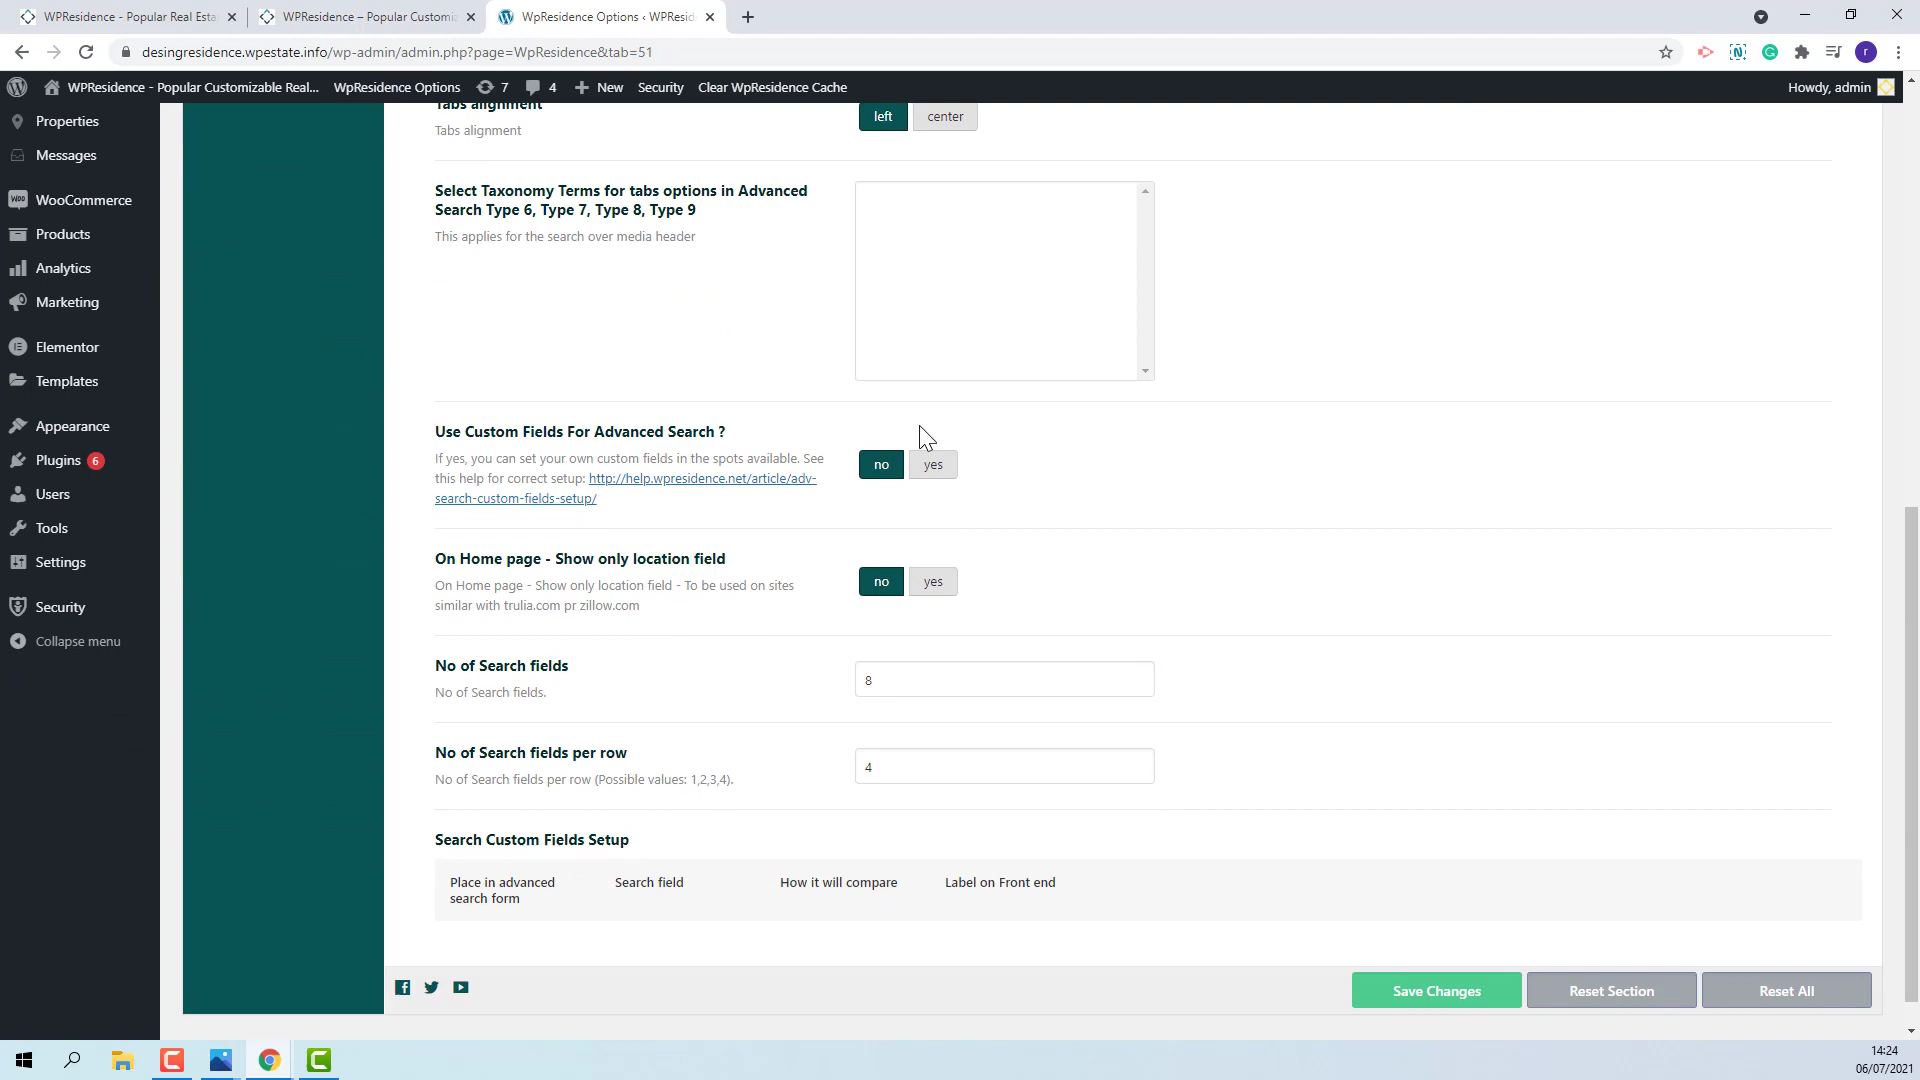 WPResidence - Popular Real Esta
WPResidence – Popular Customiz
WpResidence Options ‹ WPResid
desingresidence.wpestate.info/wp-admin/admin.php?page=WpResidence&tab=51
r
WPResidence - Popular Customizable Real...
WpResidence Options
7
4
New
Security
Clear WpResidence Cache
Howdy, admin
Properties
Messages
WooCommerce
Products
Analytics
Marketing
Elementor
Templates
Appearance
Plugins 6
Users
Tools
Settings
Security
Collapse menu
Tabs alignment
Tabs alignment
left
center
Select Taxonomy Terms for tabs options in Advanced
Search Type 6, Type 7, Type 8, Type 9
This applies for the search over media header
Use Custom Fields For Advanced Search ?
If yes, you can set your own custom fields in the spots available. See
this help for correct setup: http://help.wpresidence.net/article/adv-
search-custom-fields-setup/
no
yes
On Home page - Show only location field
On Home page - Show only location field - To be used on sites
similar with trulia.com pr zillow.com
no
yes
No of Search fields
No of Search fields.
8
No of Search fields per row
No of Search fields per row (Possible values: 1,2,3,4).
4
Search Custom Fields Setup
Place in advanced
search form
Search field
How it will compare
Label on Front end
Save Changes
Reset Section
Reset All
14:24
06/07/2021